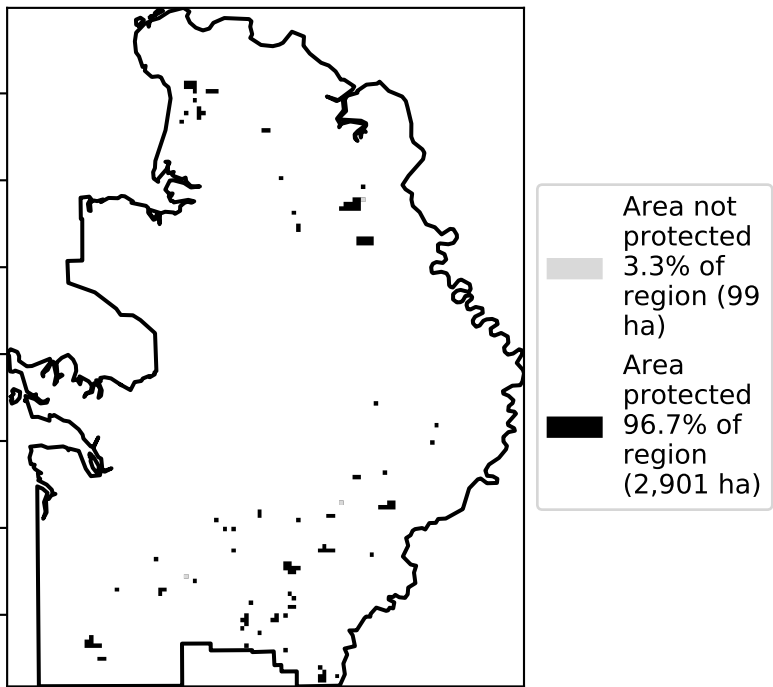 Area not
protected
3.3% of
region (99
ha)
Area
protected
96.7% of
region
(2,901 ha)